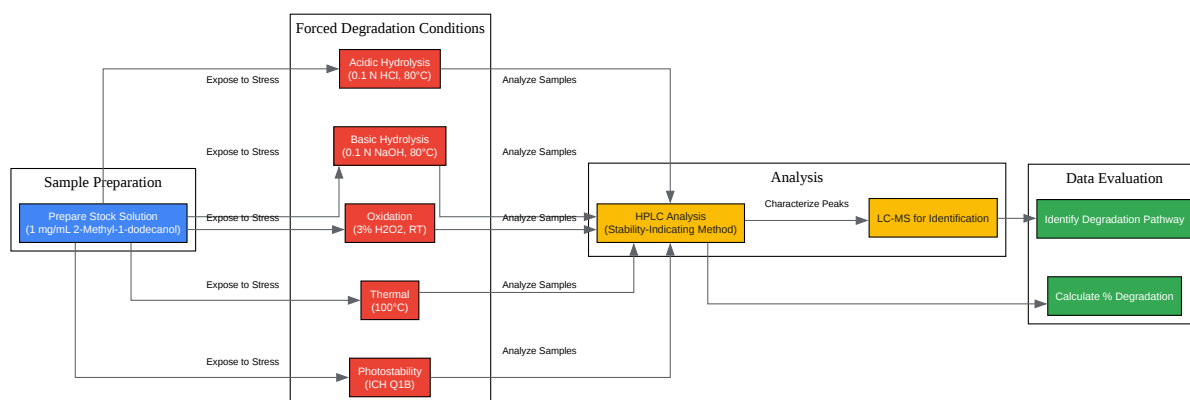 Sample Preparation
Prepare Stock Solution
(1 mg/mL 2-Methyl-1-dodecanol)
Expose to Stress
Expose to Stress
Expose to Stress
Expose to Stress
Expose to Stress
Forced Degradation Conditions
Acidic Hydrolysis
(0.1 N HCl, 80°C)
Basic Hydrolysis
(0.1 N NaOH, 80°C)
Oxidation
(3% H2O2, RT)
Thermal
(100°C)
Photostability
(ICH Q1B)
Analyze Samples
Analyze Samples
Analyze Samples
Analyze Samples
Analyze Samples
Analysis
HPLC Analysis
(Stability-Indicating Method)
Characterize Peaks
LC-MS for Identification
Data Evaluation
Identify Degradation Pathway
Calculate % Degradation